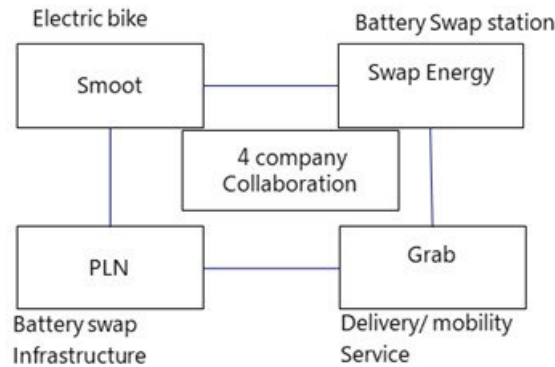 Electric bike
Battery Swap station
Smoot
Swap Energy
4 company
Collaboration
PLN
Grab
Battery swap
Infrastructure
Delivery/ mobility
Service